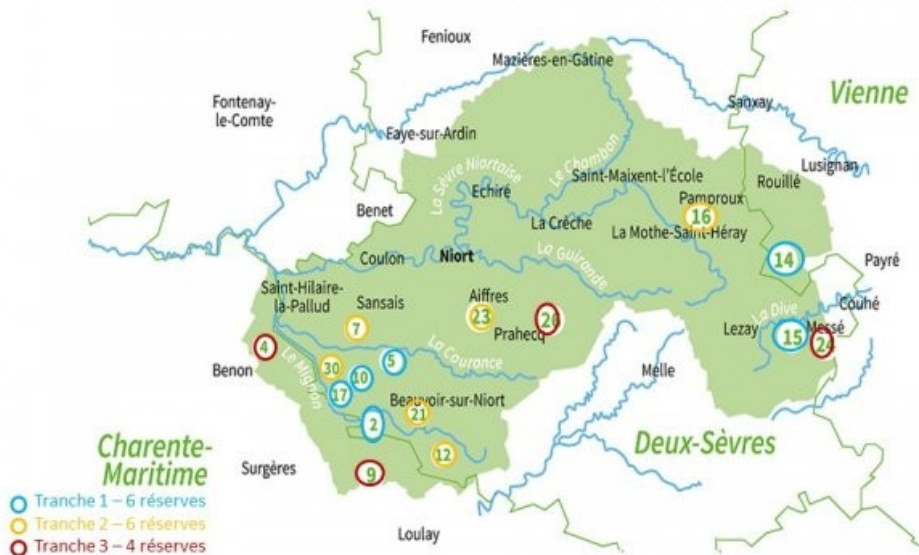 Fenioux
Mazières-en-Gâtine
Vienne
Fontenay-
le-Comte
Sanxay
Faye-sur-Ardin
Lusignan
La Sèvre Niortaise
Le Chambon
Saint-Maixent-l'École
Rouillé
Echiré
Pamproux
Benet
16
La Crèche
La Mothe-Saint-Héray
Coulon
Niort
La Guirande
14
Payré
Saint-Hilaire-
la-Pallud
Sansais
Aiffres
Couhé
La Dive
7
23
26
Prahecq
Lezay
15
Messé
24
4
Benon
Le Mignon
La Courance
5
30
10
17
Melle
Beauvoir-sur-Niort
21
2
12
Charente-
Maritime
Deux-Sèvres
Surgères
9
Tranche 1 – 6 réserves
Tranche 2 – 6 réserves
Tranche 3 – 4 réserves
Loulay